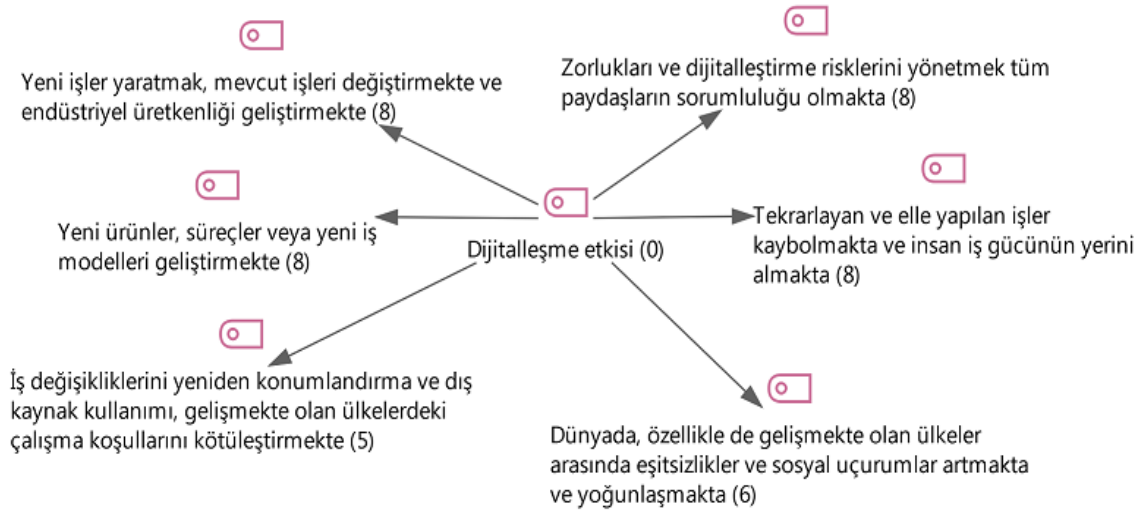 Yeni işler yaratmak, mevcut işleri değiştirmekte ve
endüstriyel üretkenliği geliştirmekte (8)
Zorlukları ve dijitalleştirme risklerini yönetmek tüm
paydaşların sorumluluğu olmakta (8)
Yeni ürünler, süreçler veya yeni iş
modelleri geliştirmekte (8)
Dijitalleşme etkisi (0)
Tekrarlayan ve elle yapılan işler
kaybolmakta ve insan iş gücünün yerini
almakta (8)
İş değişikliklerini yeniden konumlandırma ve dış
kaynak kullanımı, gelişmekte olan ülkelerdeki
çalışma koşullarını kötüleştirmekte (5)
Dünyada, özellikle de gelişmekte olan ülkeler
arasında eşitsizlikler ve sosyal uçurumlar artmakta
ve yoğunlaşmakta (6)